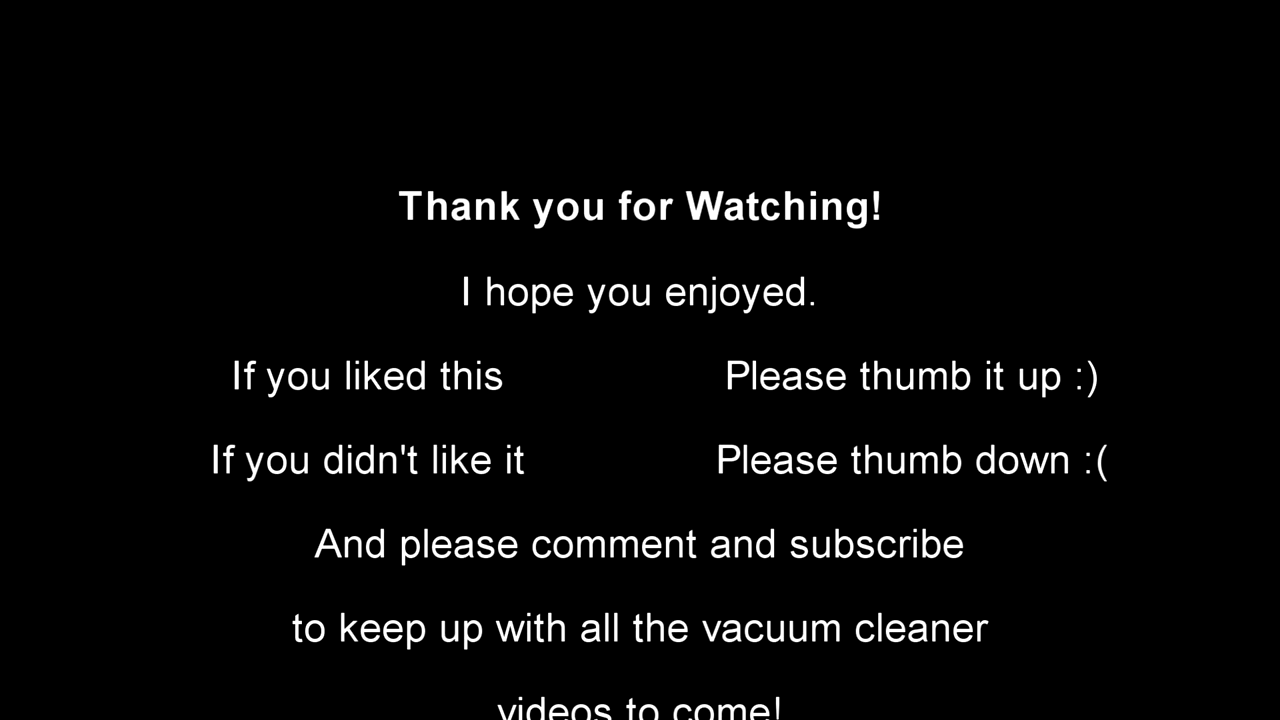 Thank you for Watching!
I hope you enjoyed.
If you liked this Please thumb it up :)
If you didn't like it Please thumb down :(
And please comment and subscribe
to keep up with all the vacuum cleaner
videos to come!